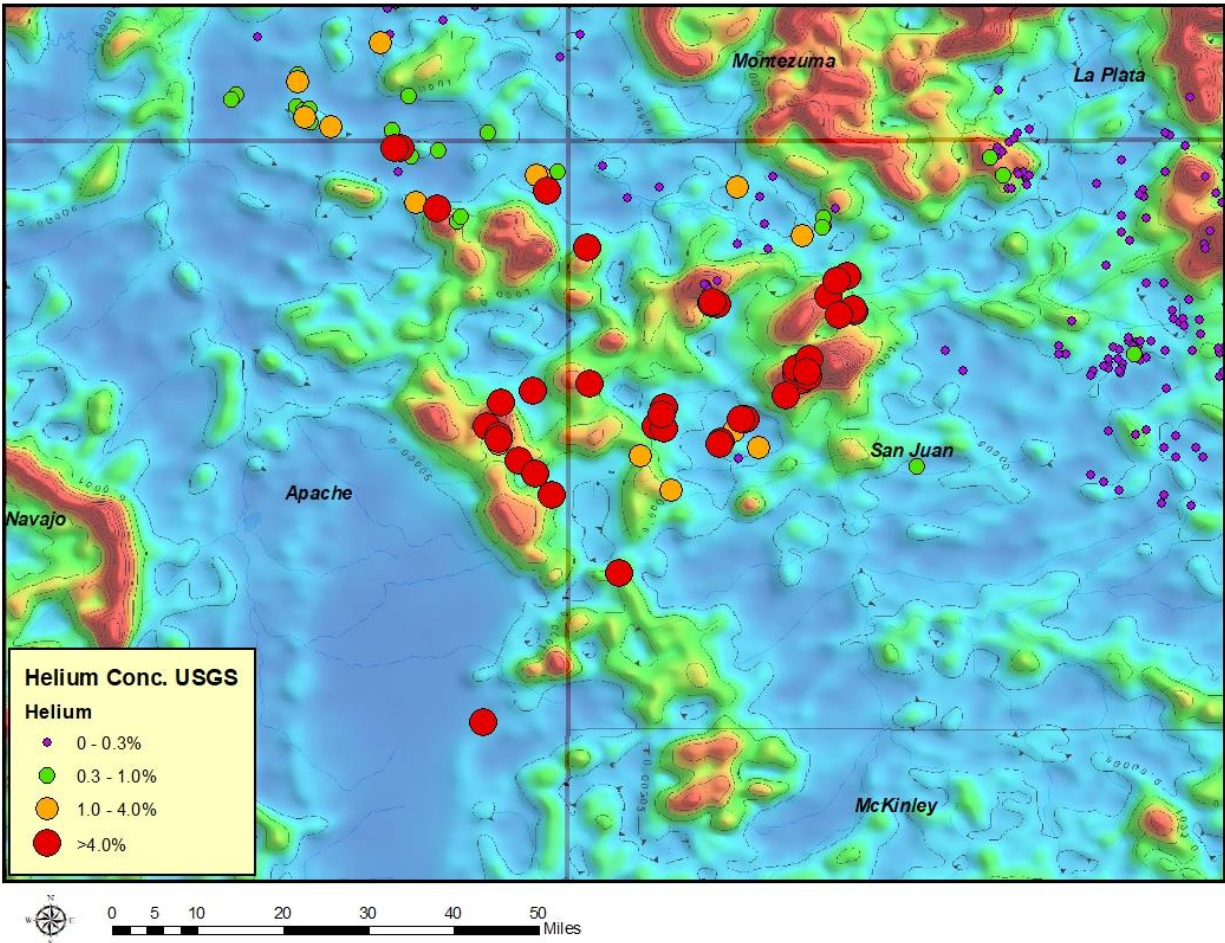 Montezuma
La Plata
San Juan
Apache
Navajo
McKinley
Helium Conc. USGS
Helium
0 - 0.3%
0.3 - 1.0%
1.0 - 4.0%
>4.0%
N
W E
S
0 5 10 20 30 40 50
Miles